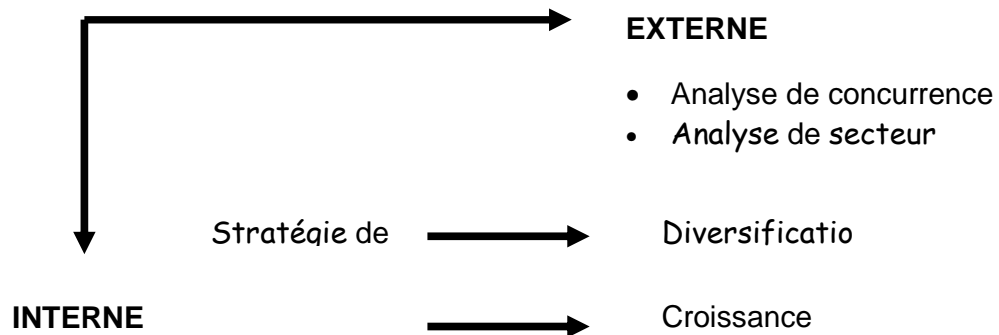 EXTERNE
• Analyse de concurrence
• Analyse de secteur
Stratégie de
Diversificatio
INTERNE
Croissance